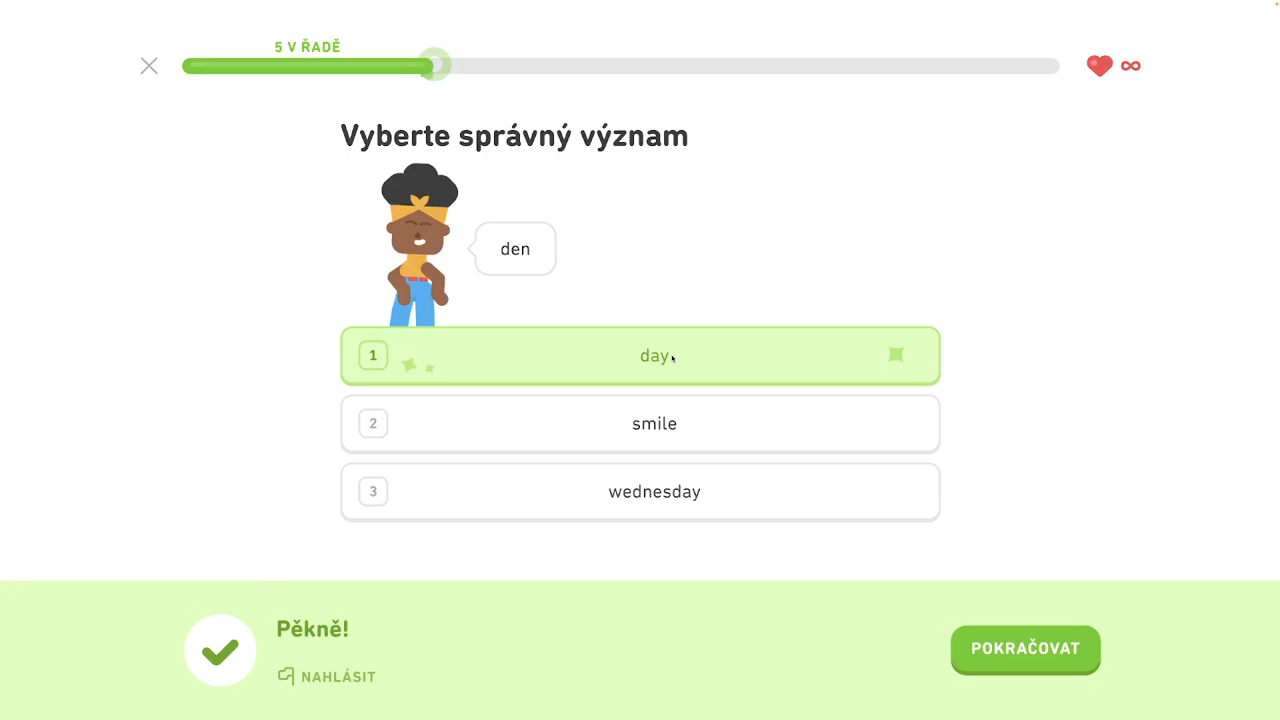 5 V ŘADĚ
∞
Vyberte správný význam
den
1 day
2 smile
3 wednesday
Pěkně!
NAHLÁSIT
POKRAČOVAT